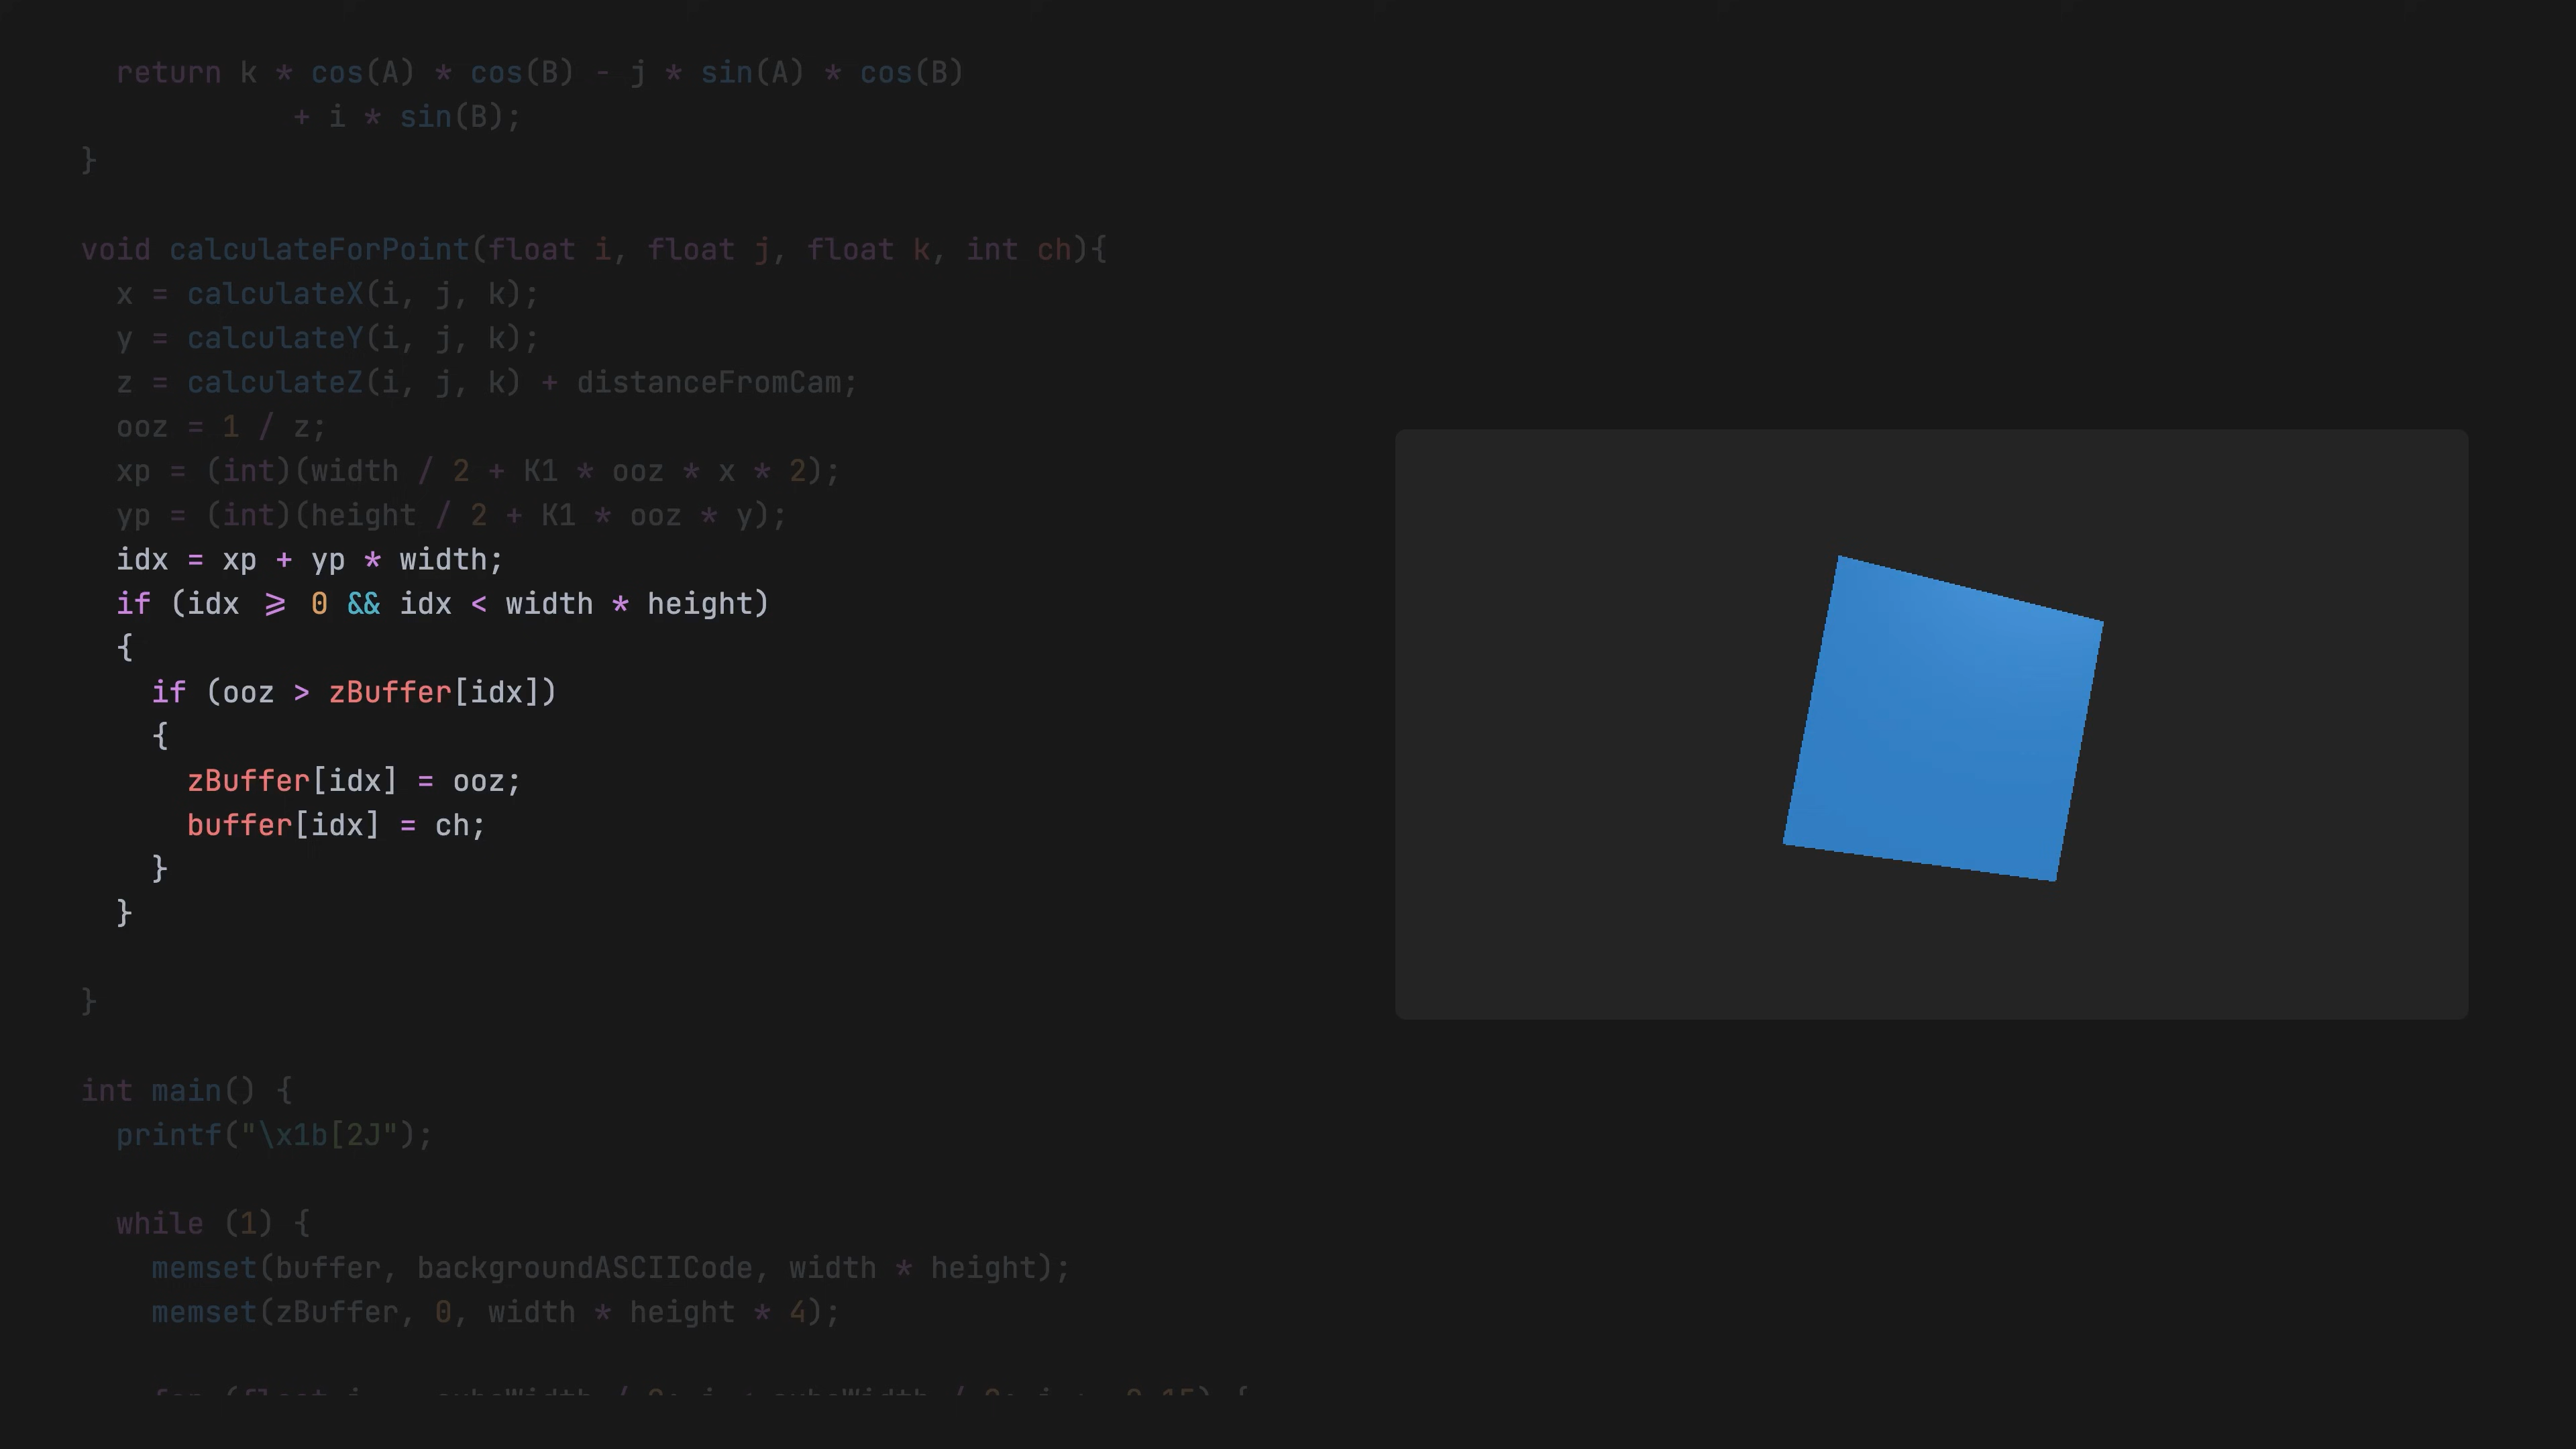 return k * cos(A) * cos(B) - j * sin(A) * cos(B)
+ i * sin(B);
}
void calculateForPoint(float i, float j, float k, int ch){
x = calculateX(i, j, k);
y = calculateY(i, j, k);
z = calculateZ(i, j, k) + distanceFromCam;
ooz = 1 / z;
xp = (int)(width / 2 + K1 * ooz * x * 2);
yp = (int)(height / 2 + K1 * ooz * y);
idx = xp + yp * width;
if (idx ⩾ 0 && idx < width * height)
{
if (ooz > zBuffer[idx])
{
zBuffer[idx] = ooz;
buffer[idx] = ch;
}
}
}
int main() {
printf("\x1b[2J");
while (1) {
memset(buffer, backgroundASCIICode, width * height);
memset(zBuffer, 0, width * height * 4);